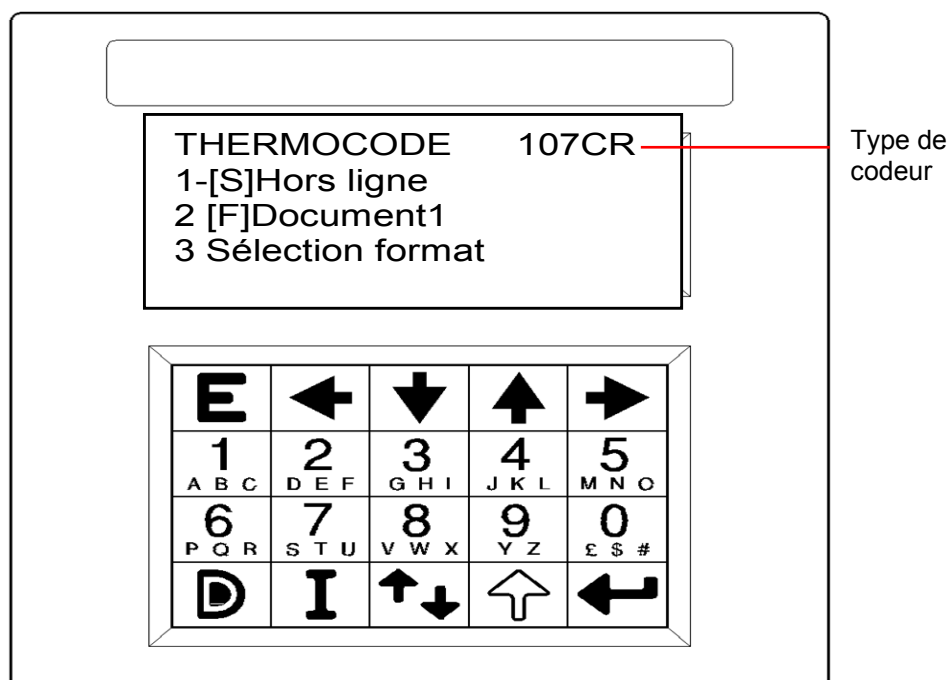 THERMOCODE 107CR
1-[S]Hors ligne
2 [F]Document1
3 Sélection format
Type de
codeur
E
1 2 3 4 5
A B C D E F G H I J K L M N O
6 7 8 9 0
P Q R S T U V W X Y Z £ $ #
D I